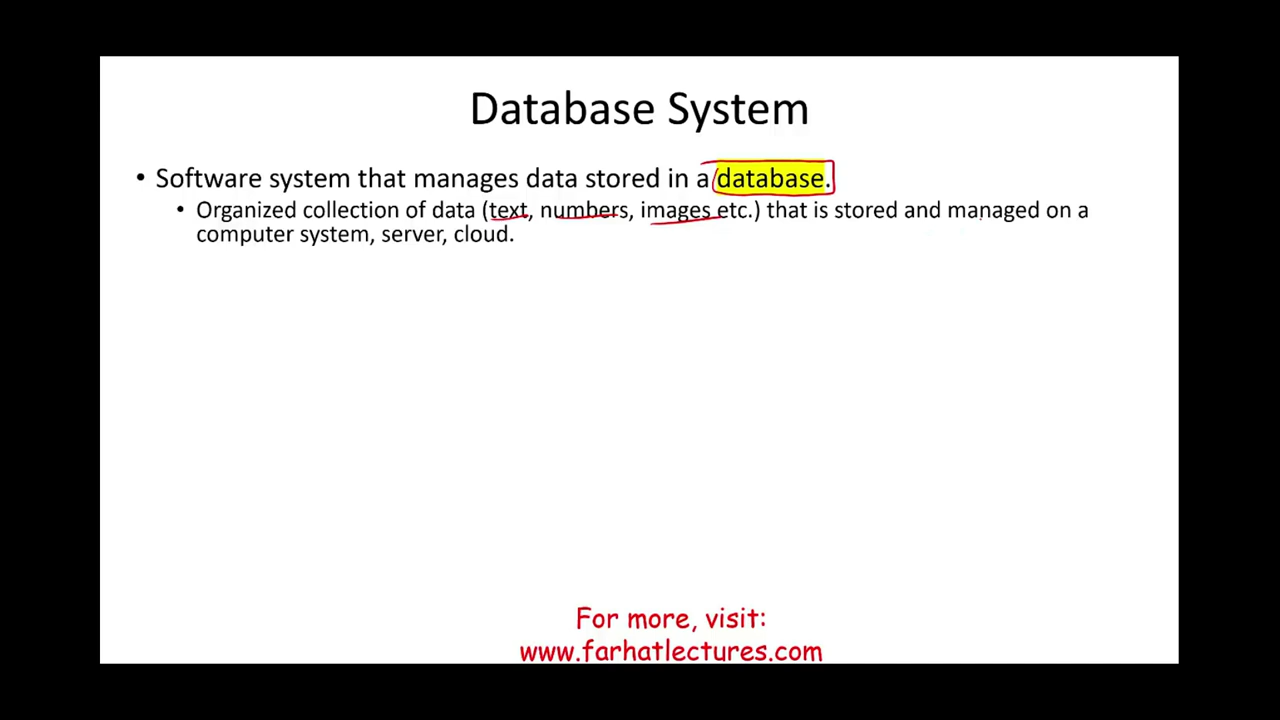 Database System
• Software system that manages data stored in a database.
• Organized collection of data (text, numbers, images etc.) that is stored and managed on a
computer system, server, cloud.
For more, visit:
www.farhatlectures.com